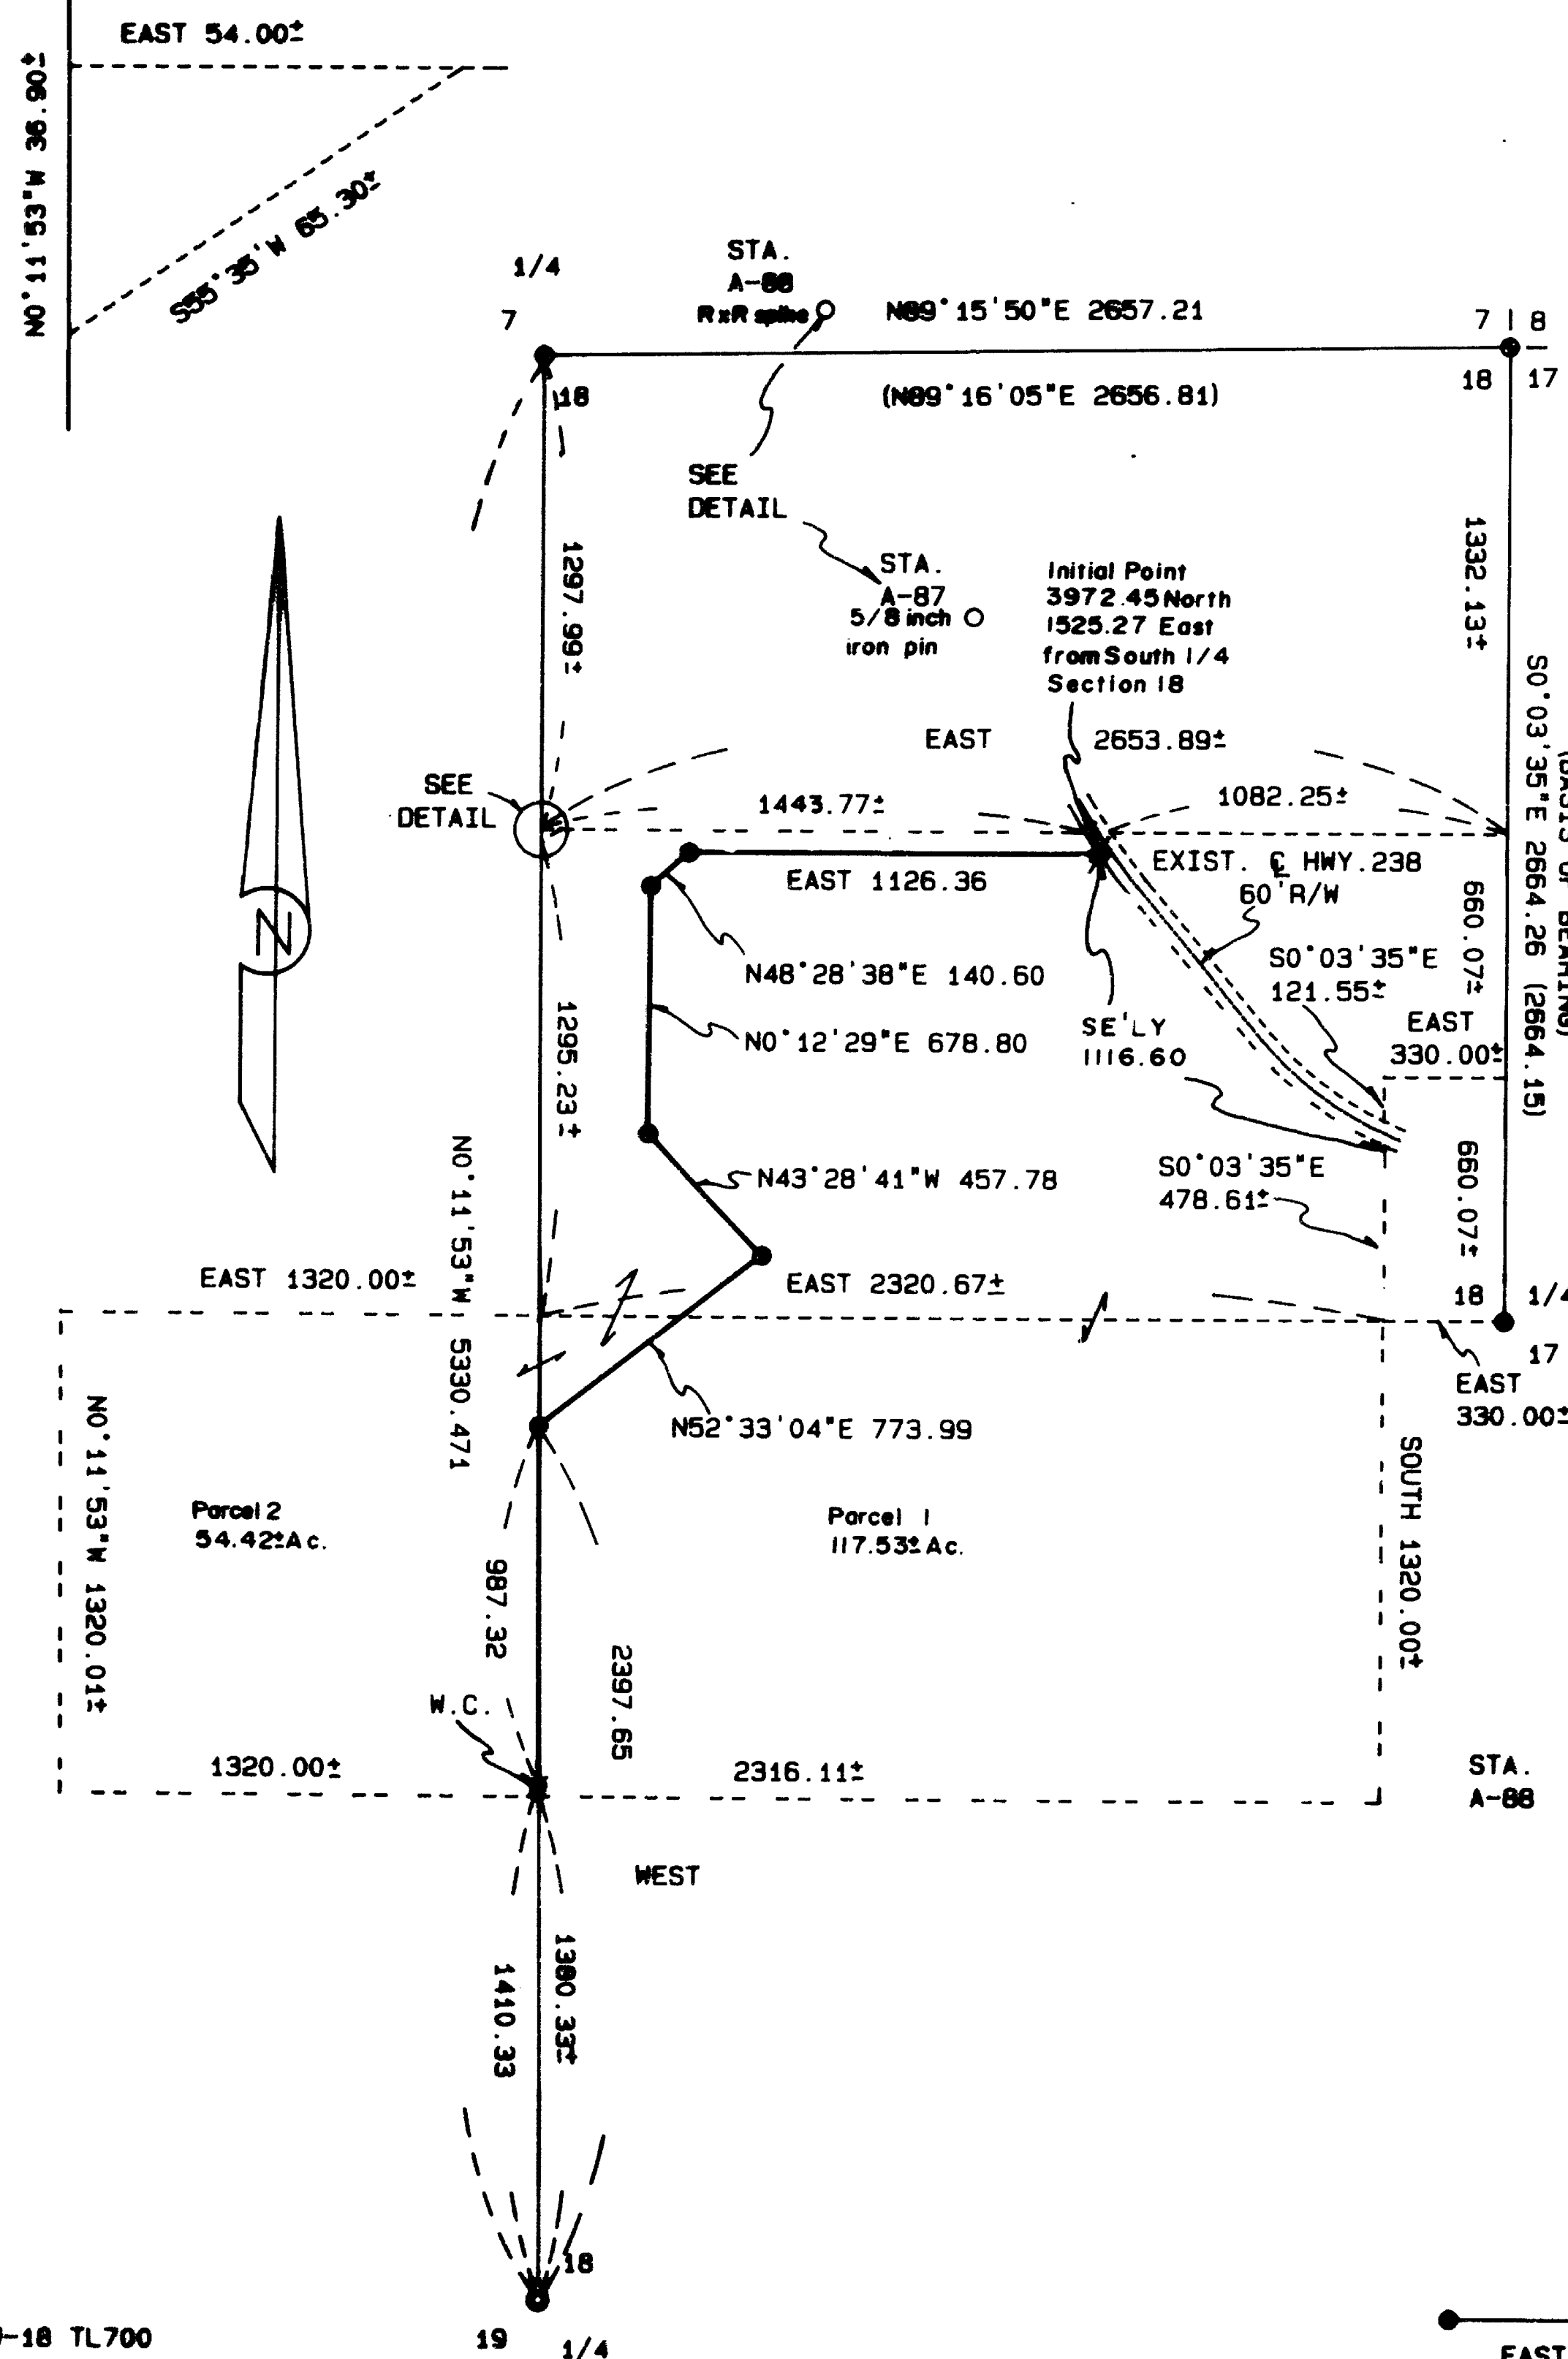 EAST 54.00±
N0°11'53"W 36.90±
S55°35'W 65.30±
1/4
7
18
STA.
A-88
RxR spike
N89°15'50"E 2657.21
(N89°16'05"E 2656.81)
7 | 8
18 | 17
SEE
DETAIL
STA.
A-87
5/8 inch
iron pin
Initial Point
3972.45 North
1525.27 East
from South 1/4
Section 18
1297.99±
1332.13±
S0°03'35"E 2664.26 (2664.15)
(BASIS OF BEARING)
EAST 2653.89±
SEE
DETAIL
1443.77±
1082.25±
EAST 1126.36
EXIST. ℄ HWY.238
60'R/W
N48°28'38"E 140.60
S0°03'35"E
121.55±
660.07±
N0°12'29"E 678.80
SE'LY
1116.60
EAST
330.00±
1295.23±
N43°28'41"W 457.78
S0°03'35"E
478.61±
660.07±
N0°11'53"W 5330.471
EAST 1320.00±
EAST 2320.67±
18 1/4
17
EAST
330.00±
N52°33'04"E 773.99
N0°11'53"W 1320.01±
Parcel 2
54.42±Ac.
Parcel 1
117.53±Ac.
SOUTH 1320.00±
987.32
2397.65
W.C.
1320.00±
2316.11±
STA.
A-88
WEST
1380.33±
1410.33
18
19
1/4
-18 TL700
EAST
N